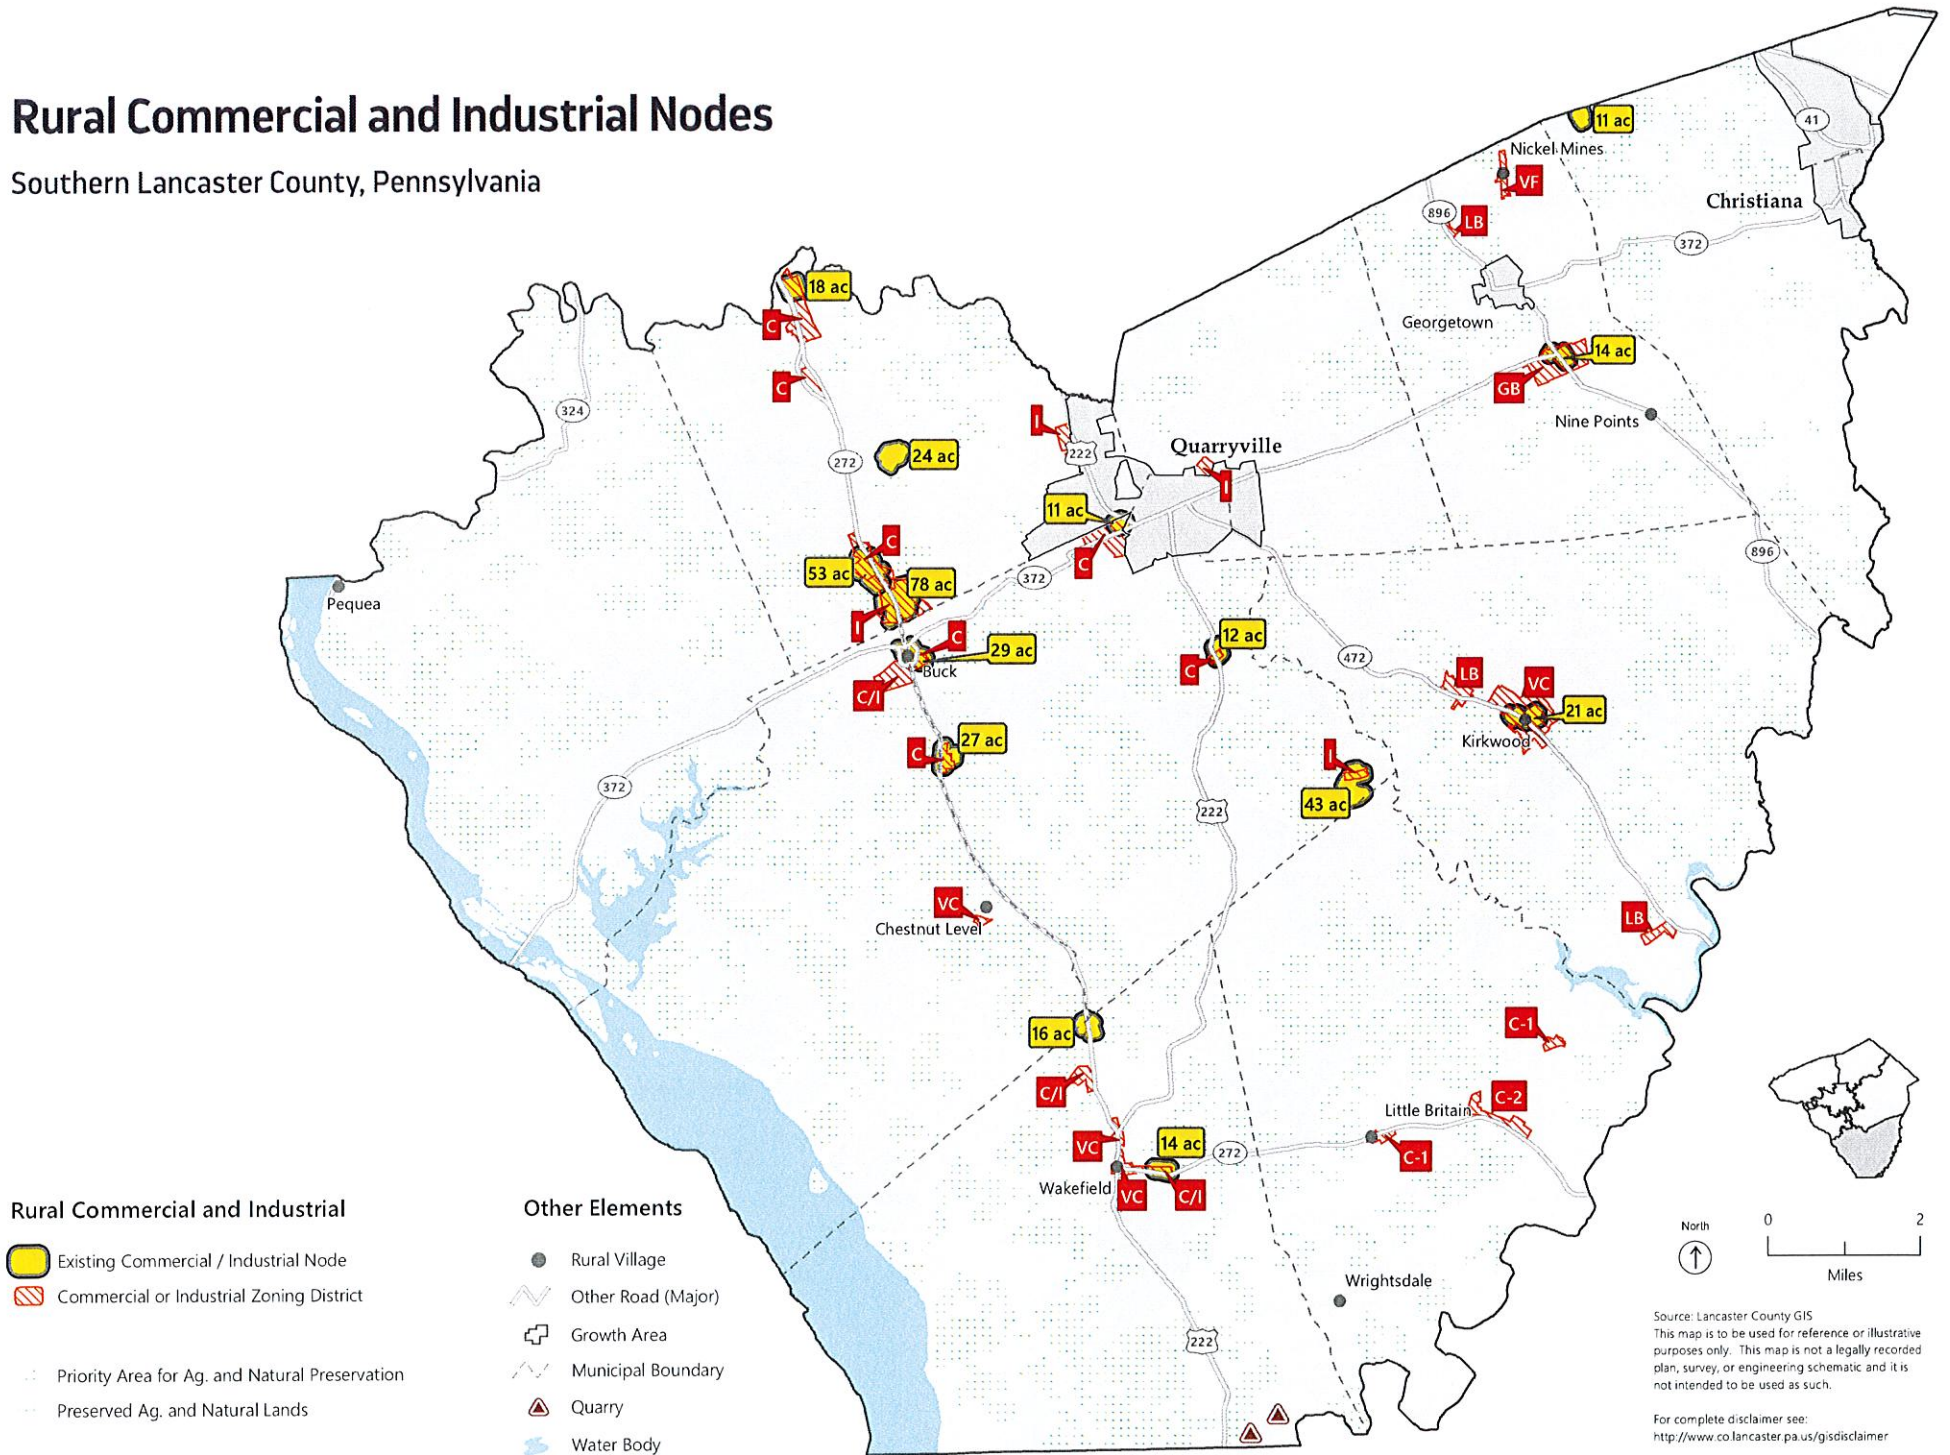 Rural Commercial and Industrial Nodes
Southern Lancaster County, Pennsylvania
41
11 ac
Nickel Mines
VF
Christiana
896
LB
372
18 ac
C
Georgetown
14 ac
C
GB
324
I
Nine Points
222
Quarryville
272
24 ac
I
11 ac
C
C
896
53 ac
372
78 ac
Pequea
I
12 ac
C
29 ac
472
Buck
C
LB
VC
C/I
21 ac
27 ac
Kirkwood
C
I
372
43 ac
222
VC
LB
Chestnut Level
C-1
16 ac
C/I
C-2
Little Britain
VC
14 ac
272
C-1
Wakefield
VC
C/I
Rural Commercial and Industrial
Existing Commercial / Industrial Node
Commercial or Industrial Zoning District
Priority Area for Ag. and Natural Preservation
Preserved Ag. and Natural Lands
Other Elements
Rural Village
Other Road (Major)
Growth Area
Municipal Boundary
Quarry
Water Body
Wrightsdale
222
North
0 2
Miles
Source: Lancaster County GIS
This map is to be used for reference or illustrative
purposes only. This map is not a legally recorded
plan, survey, or engineering schematic and it is
not intended to be used as such.
For complete disclaimer see:
http://www.co.lancaster.pa.us/gisdisclaimer